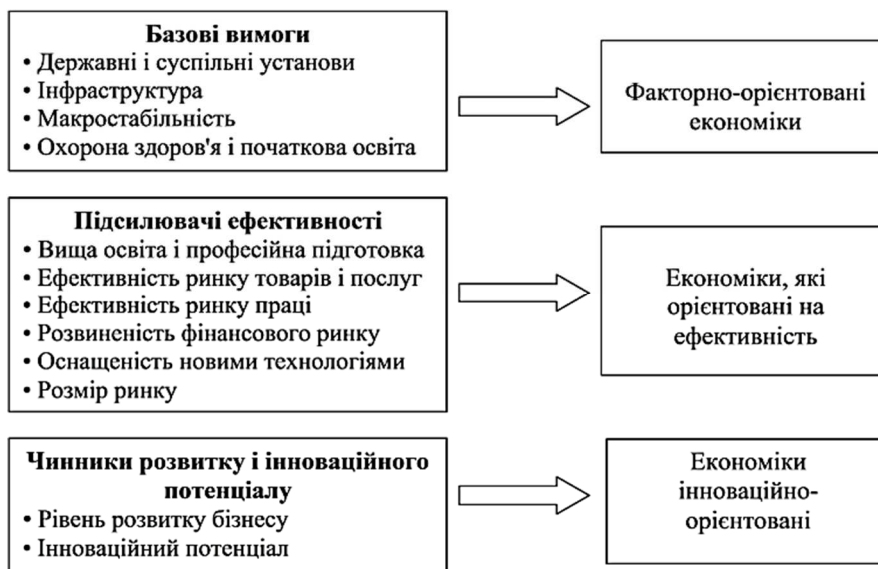 Базові вимоги
• Державні і суспільні установи
• Інфраструктура
• Макростабільність
• Охорона здоров'я і початкова освіта
Факторно-орієнтовані
економіки
Підсилювачі ефективності
• Вища освіта і професійна підготовка
• Ефективність ринку товарів і послуг
• Ефективність ринку праці
• Розвиненість фінансового ринку
• Оснащеність новими технологіями
• Розмір ринку
Економіки, які
орієнтовані на
ефективність
Чинники розвитку і інноваційного
потенціалу
• Рівень розвитку бізнесу
• Інноваційний потенціал
Економіки
інноваційно-
орієнтовані